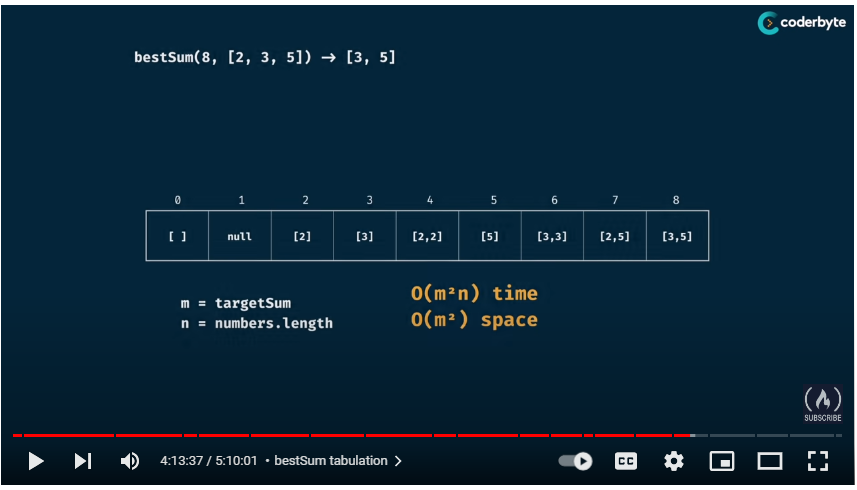 coderbyte
bestSum(8, [2, 3, 5]) → [3, 5]
0 1 2 3 4 5 6 7 8
[ ] null [2] [3] [2,2] [5] [3,3] [2,5] [3,5]
m = targetSum
n = numbers.length
O(m²n) time
O(m²) space
SUBSCRIBE
4:13:37 / 5:10:01 • bestSum tabulation >
CC